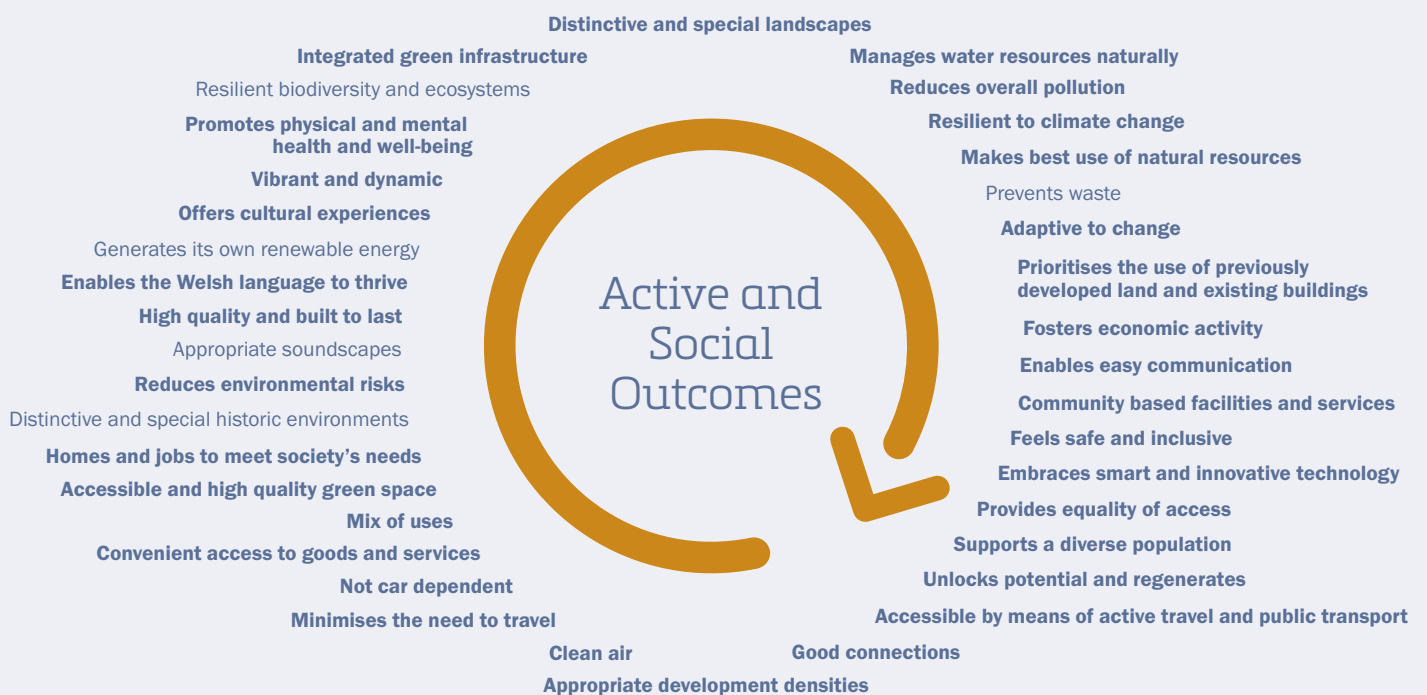 Distinctive and special landscapes
Integrated green infrastructure
Manages water resources naturally
Resilient biodiversity and ecosystems
Reduces overall pollution
Promotes physical and mental
health and well-being
Resilient to climate change
Makes best use of natural resources
Vibrant and dynamic
Prevents waste
Offers cultural experiences
Adaptive to change
Generates its own renewable energy
Prioritises the use of previously
developed land and existing buildings
Enables the Welsh language to thrive
High quality and built to last
Fosters economic activity
Appropriate soundscapes
Enables easy communication
Reduces environmental risks
Community based facilities and services
Distinctive and special historic environments
Feels safe and inclusive
Homes and jobs to meet society’s needs
Embraces smart and innovative technology
Accessible and high quality green space
Provides equality of access
Mix of uses
Supports a diverse population
Convenient access to goods and services
Unlocks potential and regenerates
Not car dependent
Accessible by means of active travel and public transport
Minimises the need to travel
Clean air
Good connections
Appropriate development densities
Active and
Social
Outcomes